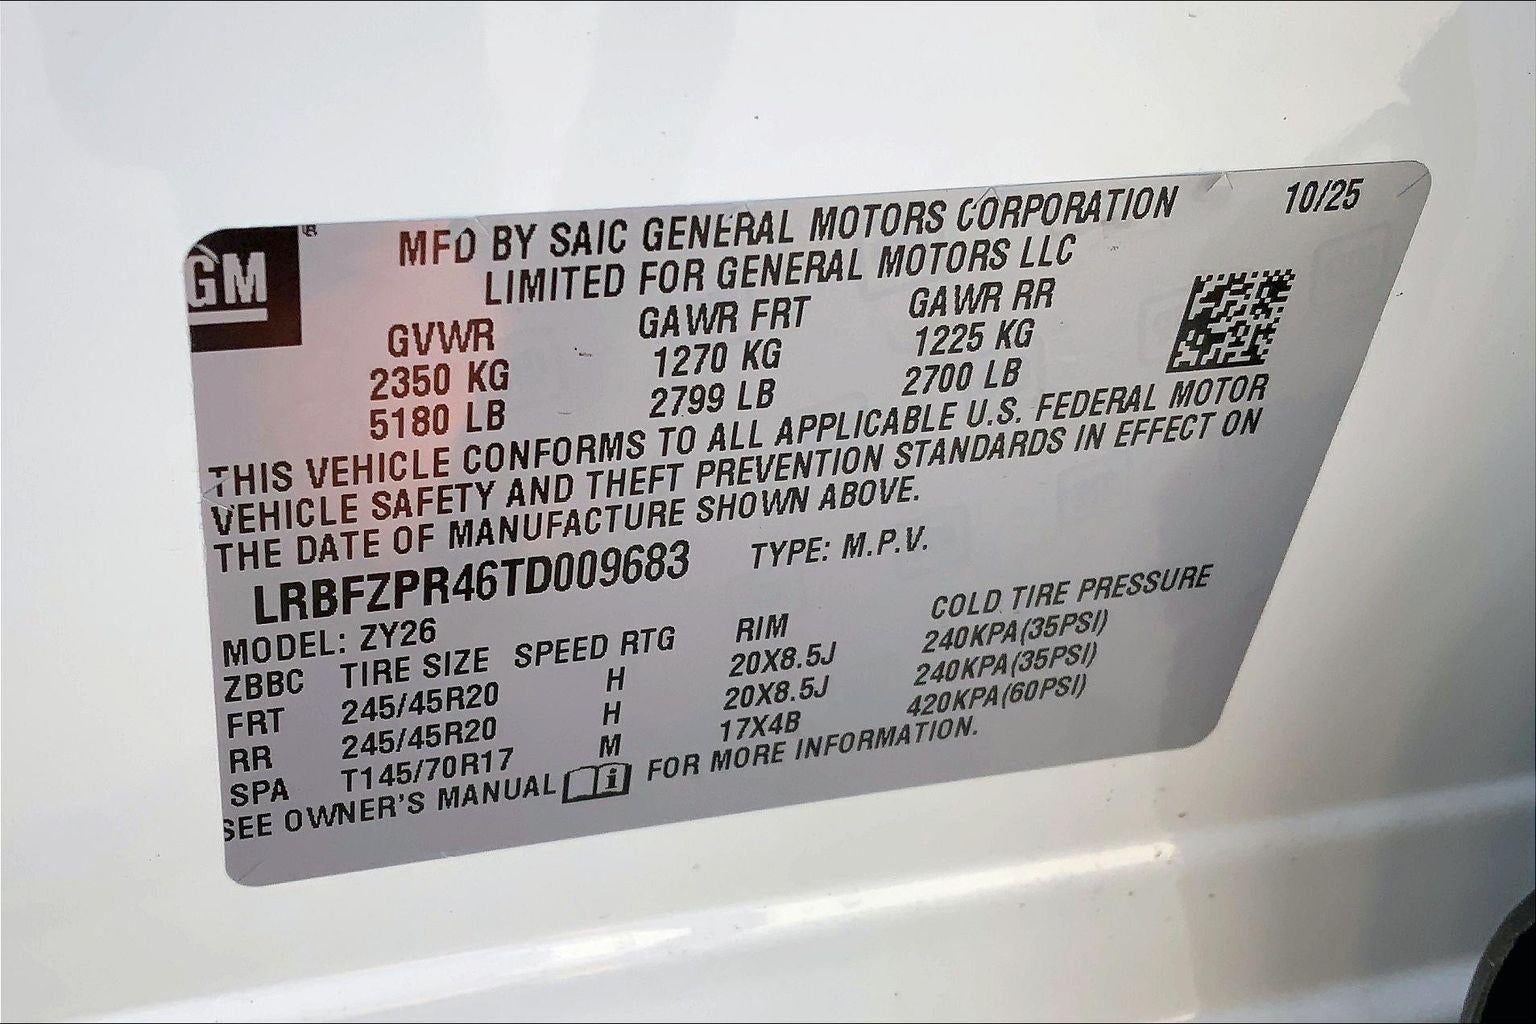 GM ®
10/25
MFD BY SAIC GENERAL MOTORS CORPORATION
LIMITED FOR GENERAL MOTORS LLC
GVWR GAWR FRT GAWR RR
2350 KG 1270 KG 1225 KG
5180 LB 2799 LB 2700 LB
THIS VEHICLE CONFORMS TO ALL APPLICABLE U.S. FEDERAL MOTOR
VEHICLE SAFETY AND THEFT PREVENTION STANDARDS IN EFFECT ON
THE DATE OF MANUFACTURE SHOWN ABOVE.
LRBFZPR46TD009683 TYPE: M.P.V.
MODEL: ZY26
ZBBC TIRE SIZE SPEED RTG RIM COLD TIRE PRESSURE
FRT 245/45R20 H 20X8.5J 240KPA(35PSI)
RR 245/45R20 H 20X8.5J 240KPA(35PSI)
SPA T145/70R17 M 17X4B 420KPA(60PSI)
SEE OWNER'S MANUAL i FOR MORE INFORMATION.